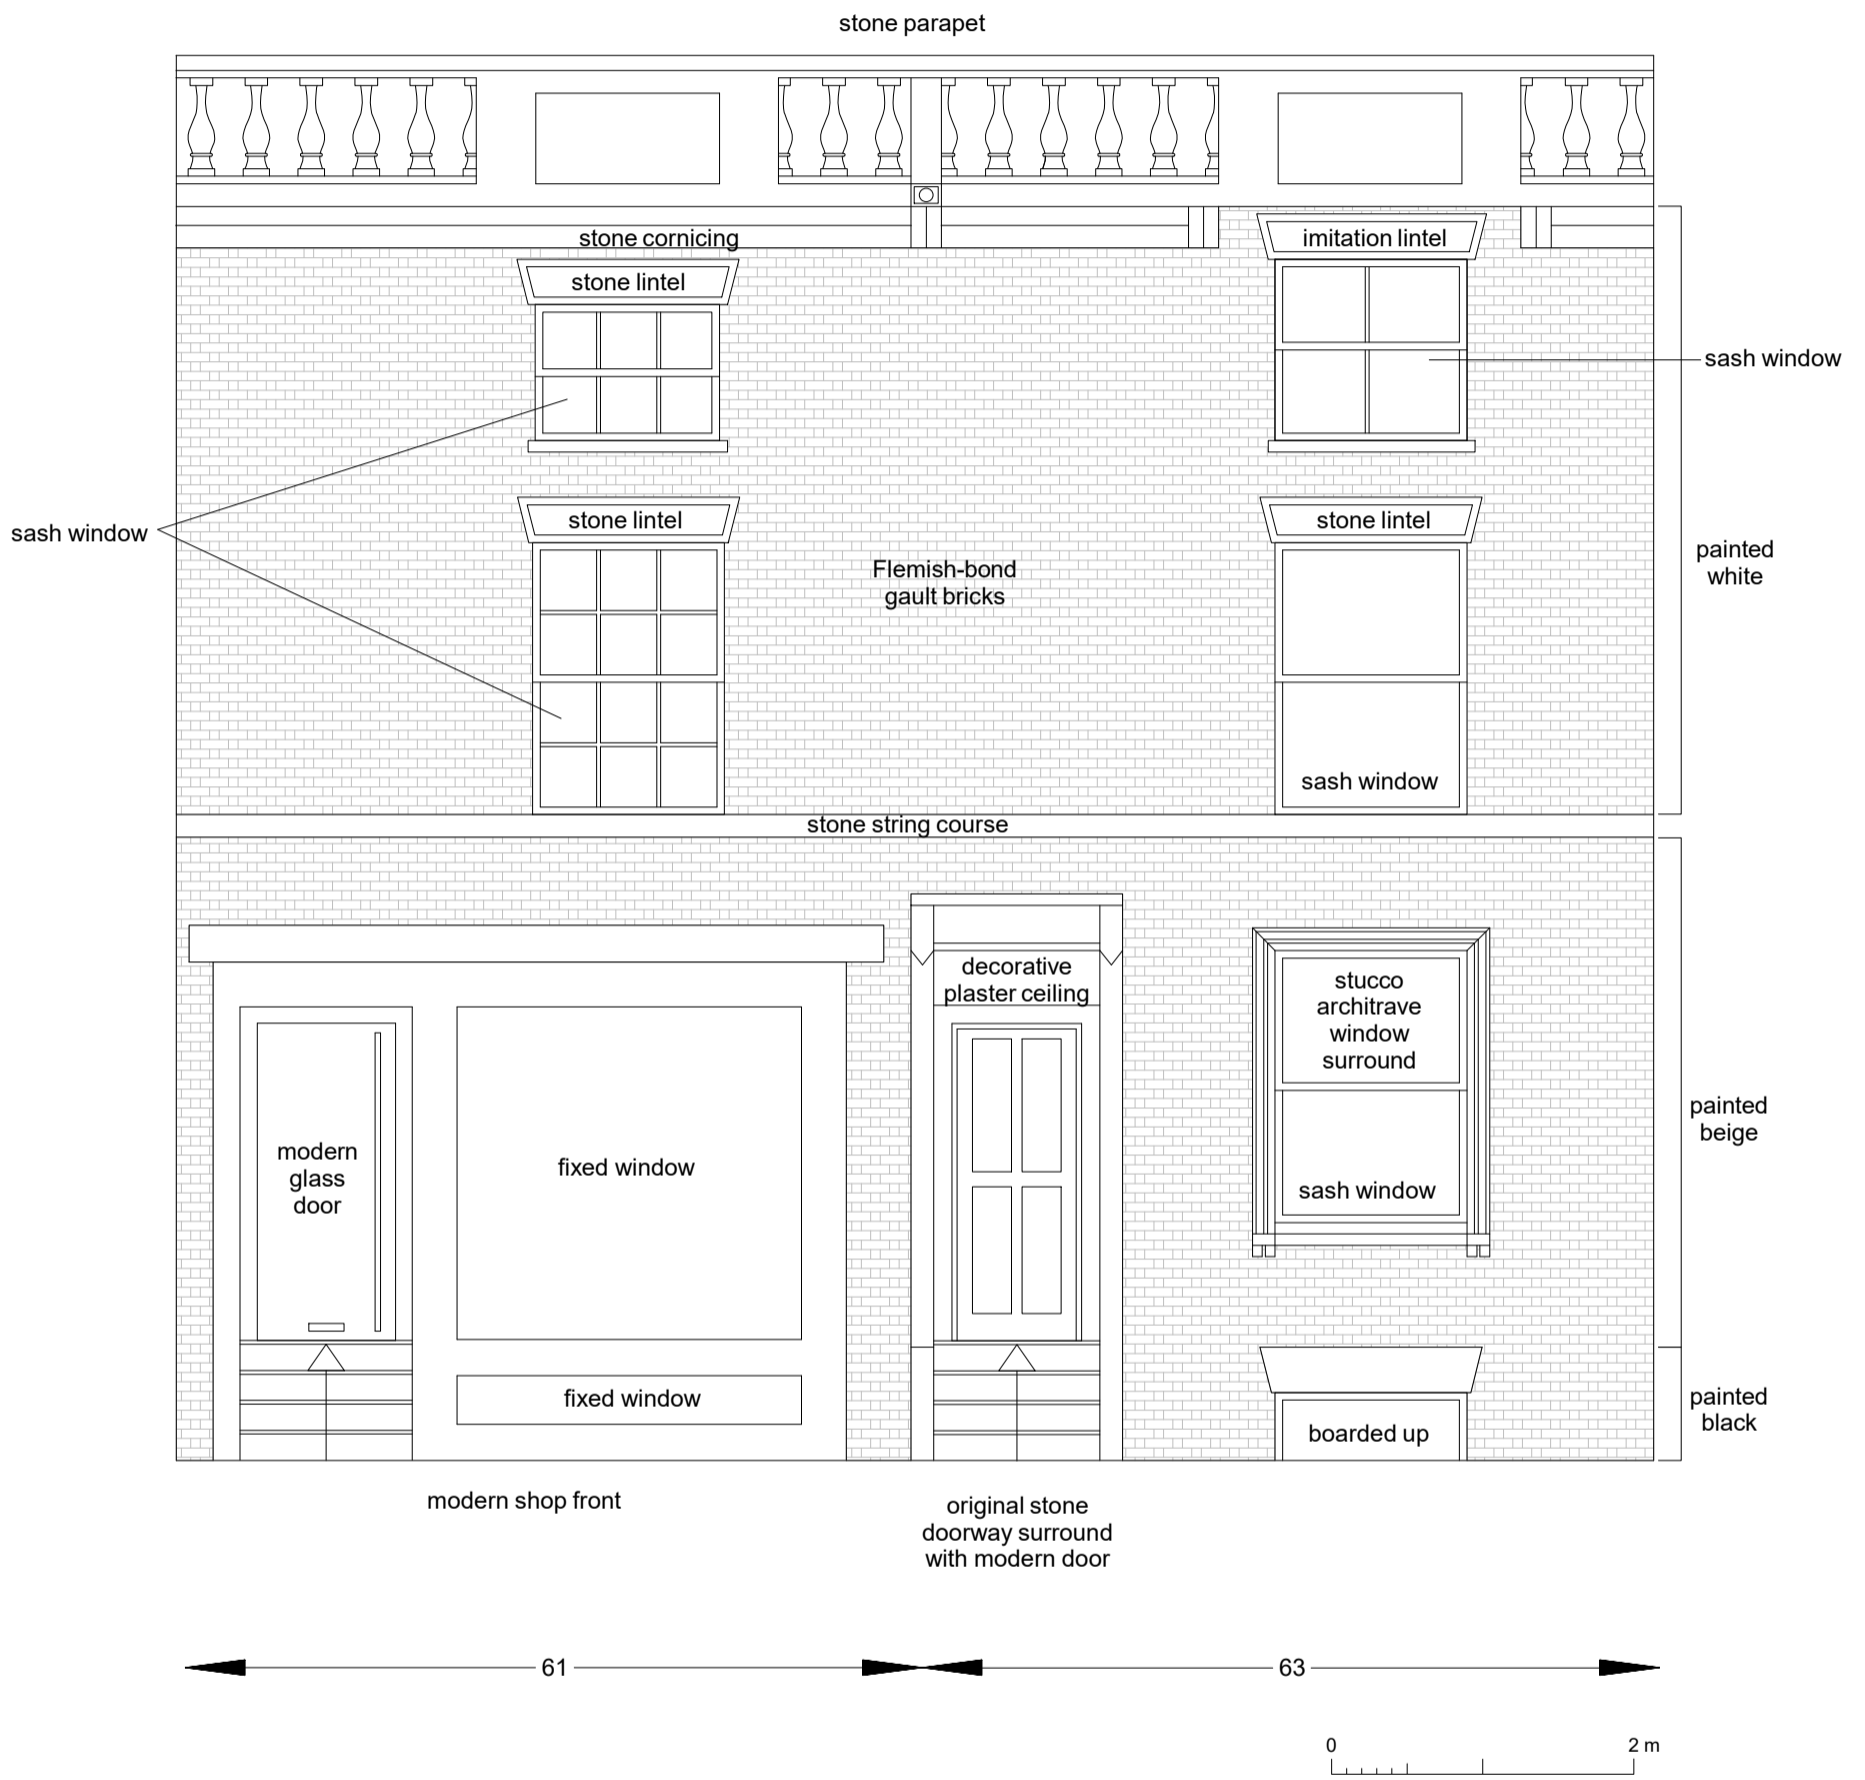 stone parapet
stone cornicing
imitation lintel
stone lintel
sash window
sash window
stone lintel
stone lintel
Flemish-bond
gault bricks
painted
white
sash window
stone string course
decorative
plaster ceiling
stucco
architrave
window
surround
modern
glass
door
fixed window
sash window
painted
beige
fixed window
boarded up
painted
black
modern shop front
original stone
doorway surround
with modern door
61
63
0
2 m